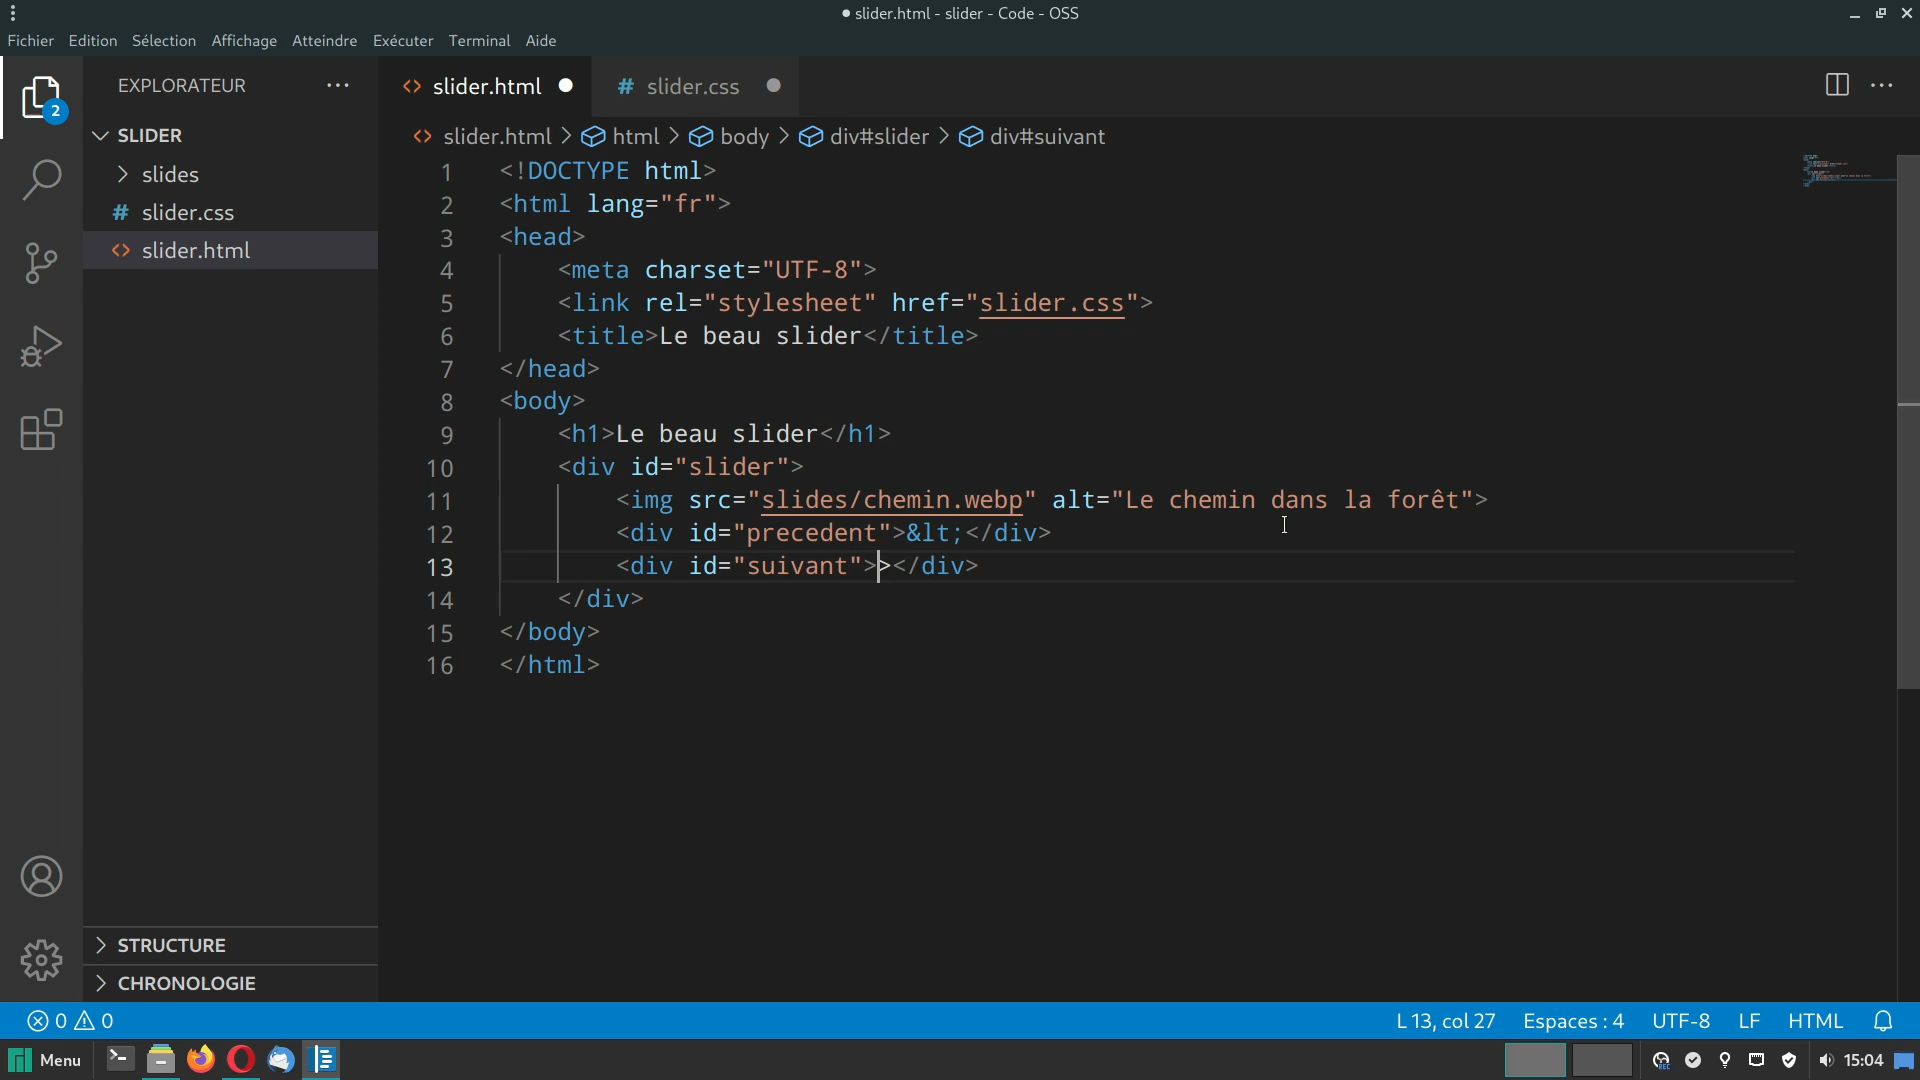 slider.html - slider - Code - OSS
Fichier Edition Sélection Affichage Atteindre Exécuter Terminal Aide
EXPLORATEUR
slider.html
# slider.css
2
SLIDER
slider.html > html > body > div#slider > div#suivant
slides
# slider.css
slider.html
1 <!DOCTYPE html>
2 <html lang="fr">
3 <head>
4 <meta charset="UTF-8">
5 <link rel="stylesheet" href="slider.css">
6 <title>Le beau slider</title>
7 </head>
8 <body>
9 <h1>Le beau slider</h1>
10 <div id="slider">
11 <img src="slides/chemin.webp" alt="Le chemin dans la forêt">
12 <div id="precedent">&lt;</div>
13 <div id="suivant">></div>
14 </div>
15 </body>
16 </html>
STRUCTURE
CHRONOLOGIE
0 0
L 13, col 27 Espaces : 4 UTF-8 LF HTML
Menu
REC
15:04